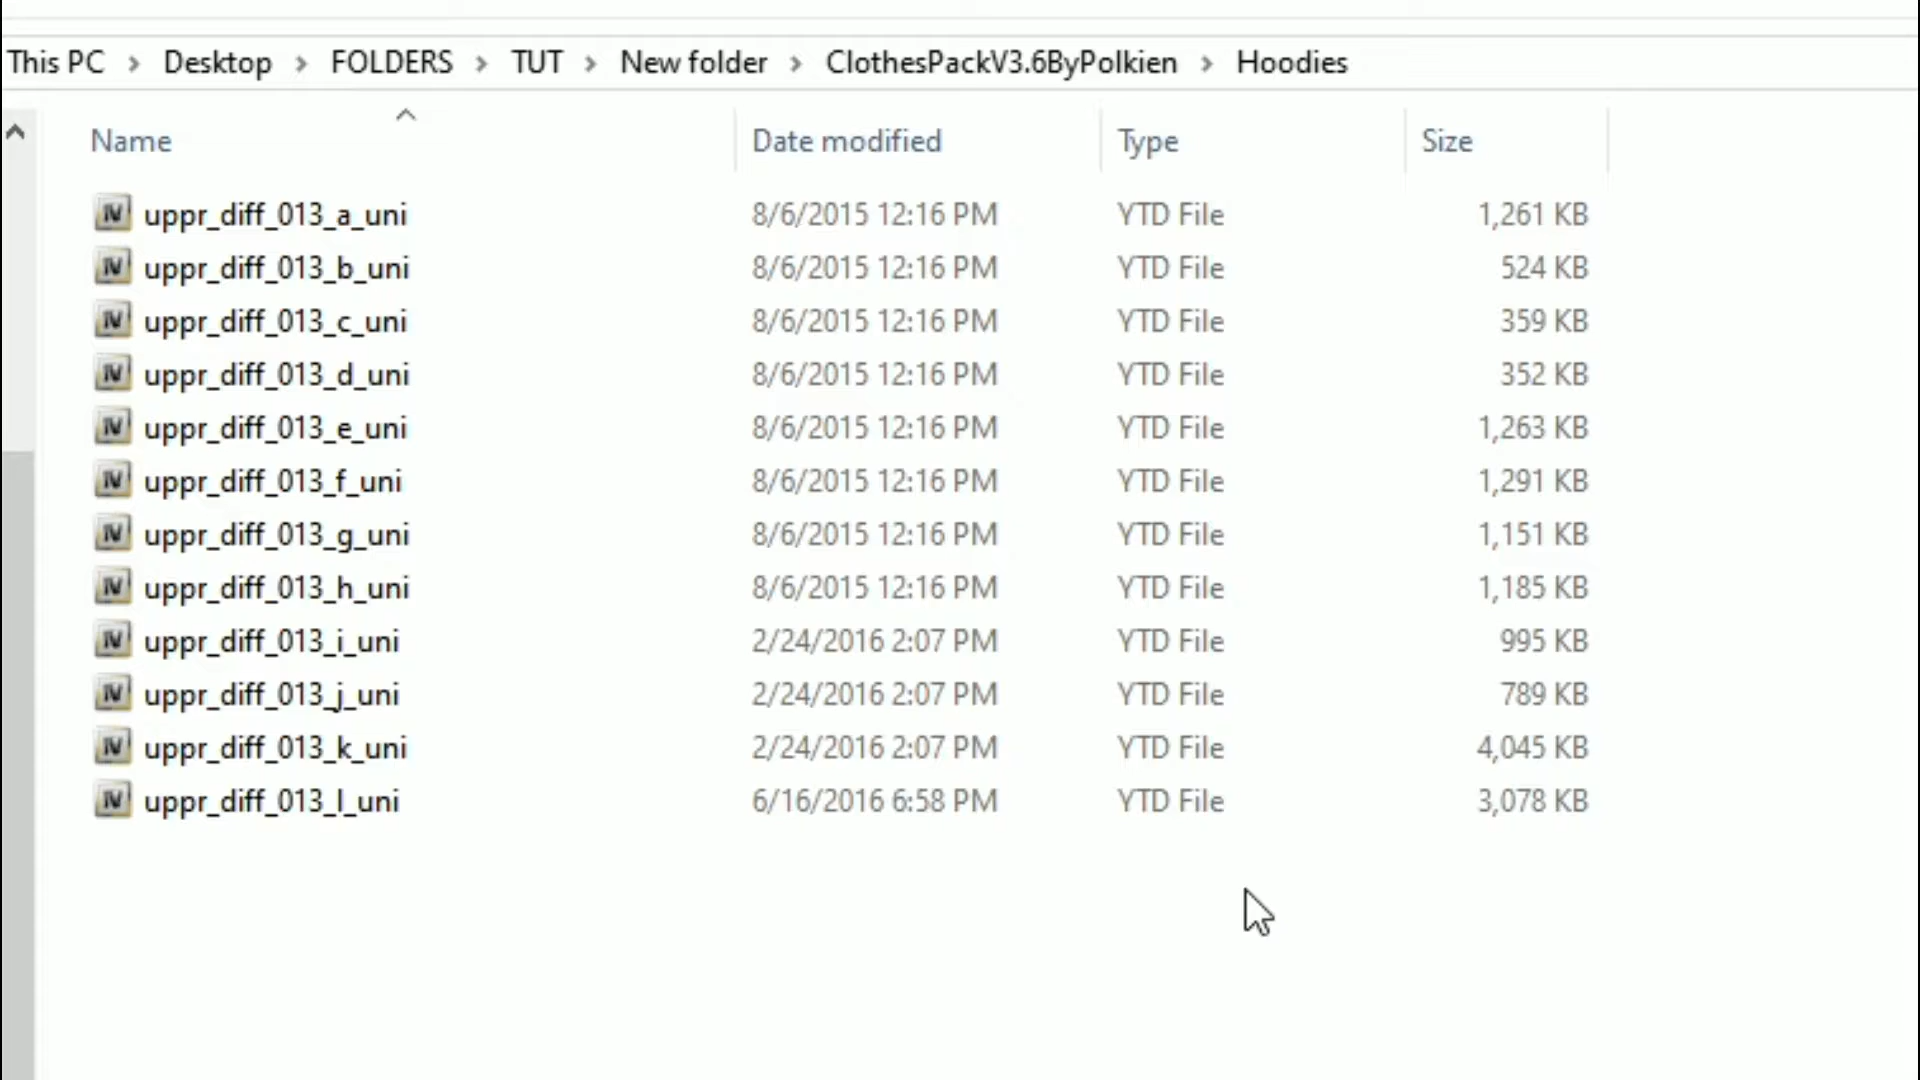 This PC > Desktop > FOLDERS > TUT > New folder > ClothesPackV3.6ByPolkien > Hoodies
Name Date modified Type Size
uppr_diff_013_a_uni 8/6/2015 12:16 PM YTD File 1,261 KB
uppr_diff_013_b_uni 8/6/2015 12:16 PM YTD File 524 KB
uppr_diff_013_c_uni 8/6/2015 12:16 PM YTD File 359 KB
uppr_diff_013_d_uni 8/6/2015 12:16 PM YTD File 352 KB
uppr_diff_013_e_uni 8/6/2015 12:16 PM YTD File 1,263 KB
uppr_diff_013_f_uni 8/6/2015 12:16 PM YTD File 1,291 KB
uppr_diff_013_g_uni 8/6/2015 12:16 PM YTD File 1,151 KB
uppr_diff_013_h_uni 8/6/2015 12:16 PM YTD File 1,185 KB
uppr_diff_013_i_uni 2/24/2016 2:07 PM YTD File 995 KB
uppr_diff_013_j_uni 2/24/2016 2:07 PM YTD File 789 KB
uppr_diff_013_k_uni 2/24/2016 2:07 PM YTD File 4,045 KB
uppr_diff_013_l_uni 6/16/2016 6:58 PM YTD File 3,078 KB